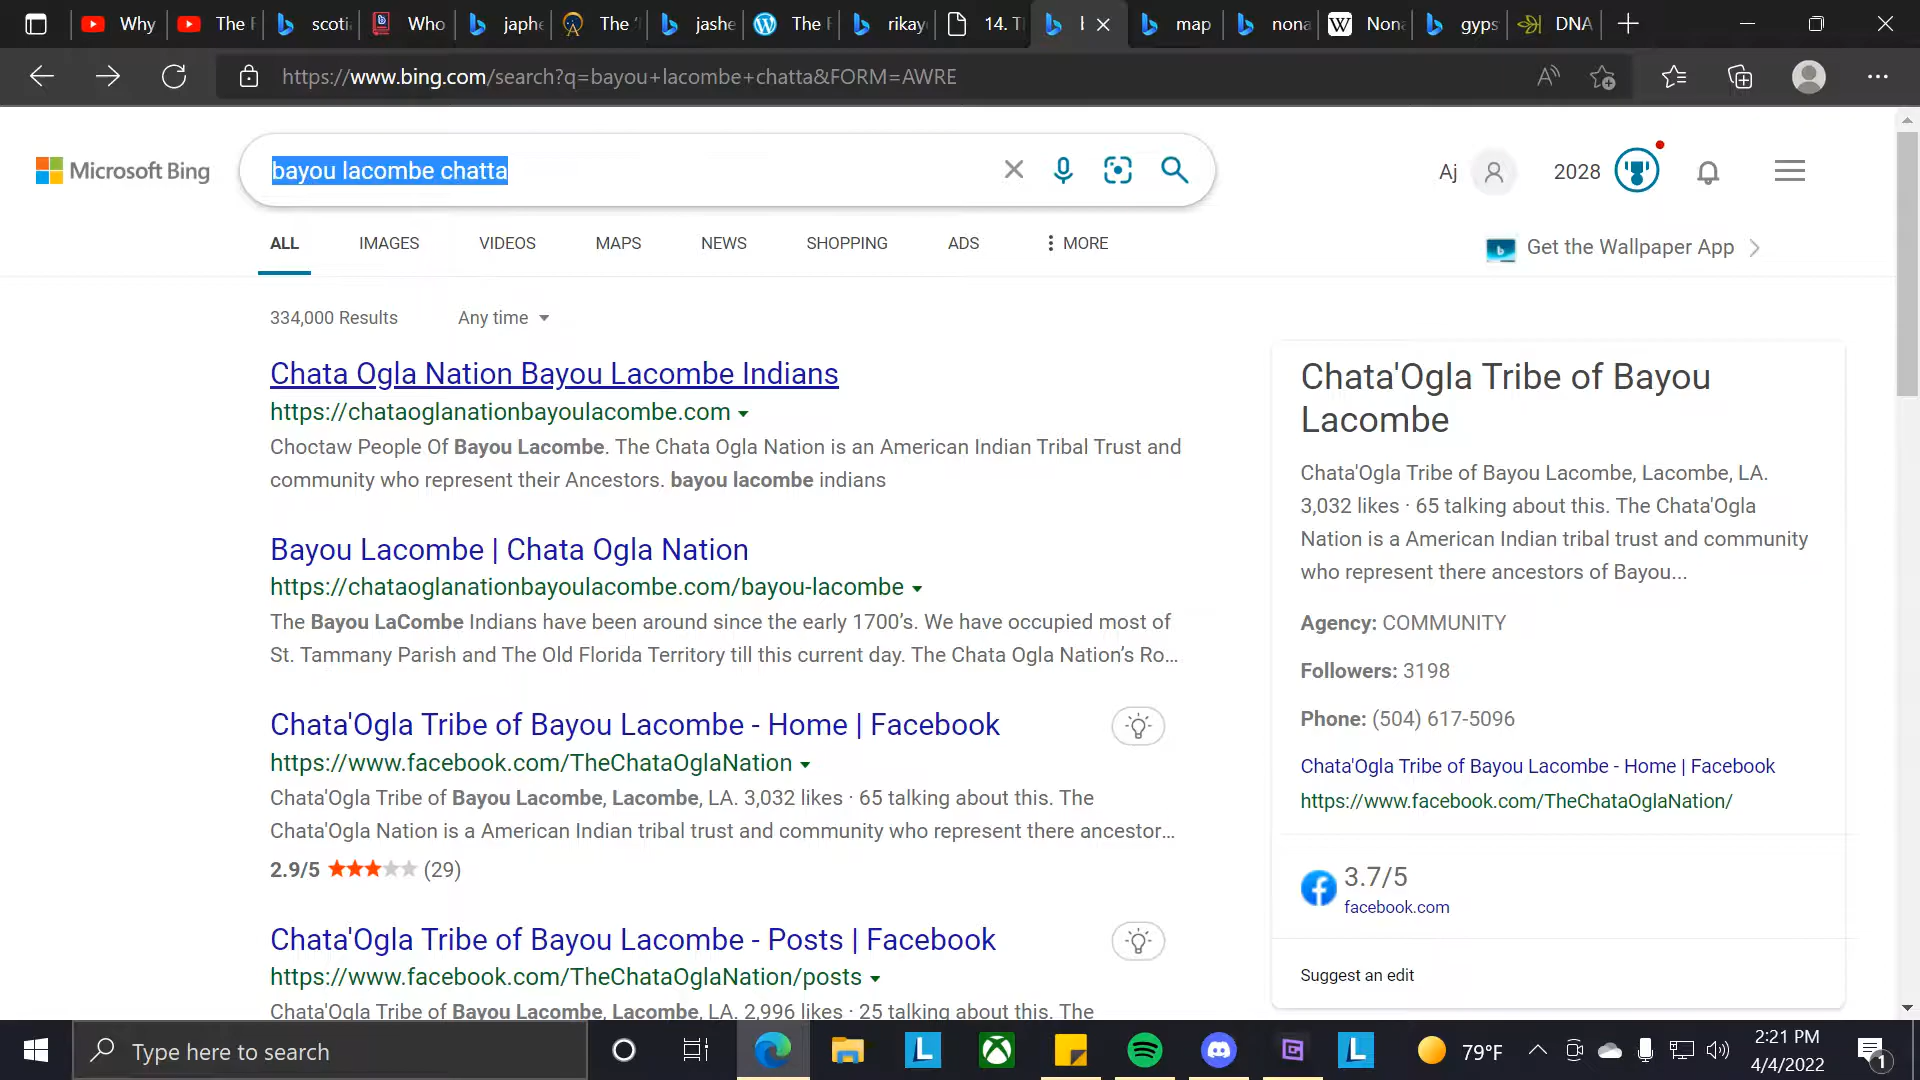 Why
The F
scoti
Who
japhe
The '
jashe
The F
rikay
14. T
map
nona
Nona
gyps
DNA
https://www.bing.com/search?q=bayou+lacombe+chatta&FORM=AWRE
Microsoft Bing
bayou lacombe chatta
Aj
2028
ALL
IMAGES
VIDEOS
MAPS
NEWS
SHOPPING
ADS
MORE
Get the Wallpaper App
334,000 Results
Any time
Chata Ogla Nation Bayou Lacombe Indians
https://chataoglanationbayoulacombe.com
Choctaw People Of Bayou Lacombe. The Chata Ogla Nation is an American Indian Tribal Trust and
community who represent their Ancestors. bayou lacombe indians
Bayou Lacombe | Chata Ogla Nation
https://chataoglanationbayoulacombe.com/bayou-lacombe
The Bayou LaCombe Indians have been around since the early 1700's. We have occupied most of
St. Tammany Parish and The Old Florida Territory till this current day. The Chata Ogla Nation's Ro...
Chata'Ogla Tribe of Bayou Lacombe - Home | Facebook
https://www.facebook.com/TheChataOglaNation
Chata'Ogla Tribe of Bayou Lacombe, Lacombe, LA. 3,032 likes · 65 talking about this. The
Chata'Ogla Nation is a American Indian tribal trust and community who represent there ancestor...
2.9/5
(29)
Chata'Ogla Tribe of Bayou Lacombe - Posts | Facebook
https://www.facebook.com/TheChataOglaNation/posts
Chata'Ogla Tribe of Bayou Lacombe, Lacombe, LA. 2,996 likes · 25 talking about this. The
Chata'Ogla Tribe of Bayou
Lacombe
Chata'Ogla Tribe of Bayou Lacombe, Lacombe, LA.
3,032 likes · 65 talking about this. The Chata'Ogla
Nation is a American Indian tribal trust and community
who represent there ancestors of Bayou...
Agency: COMMUNITY
Followers: 3198
Phone: (504) 617-5096
Chata'Ogla Tribe of Bayou Lacombe - Home | Facebook
https://www.facebook.com/TheChataOglaNation/
3.7/5
facebook.com
Suggest an edit
Type here to search
L
L
79°F
2:21 PM
4/4/2022
1